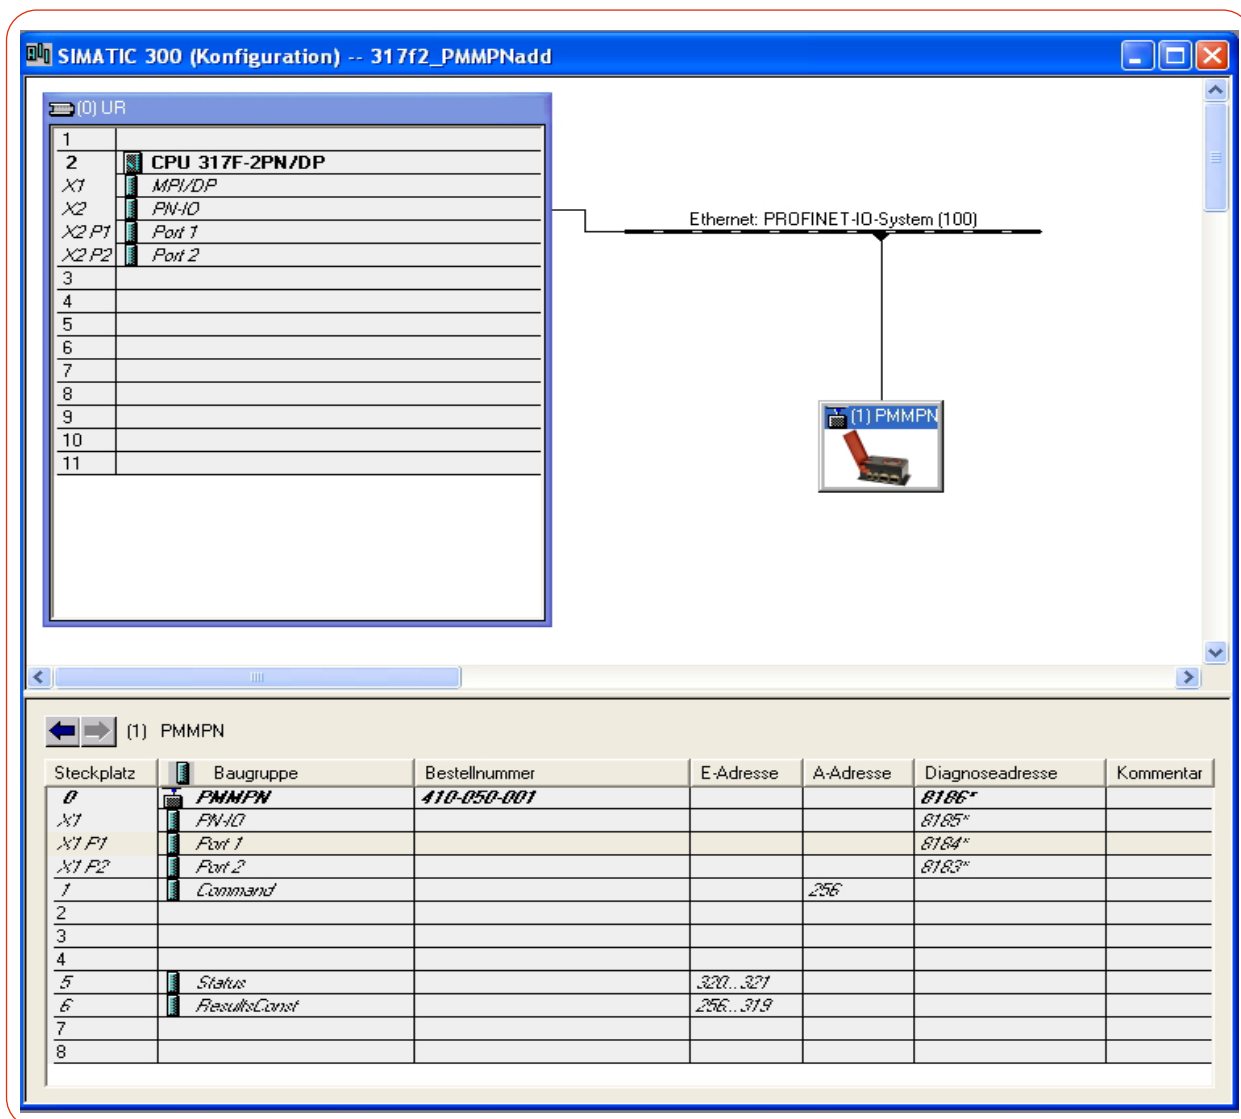 SIMATIC 300 (Konfiguration) -- 317f2_PMMPNadd
(0) UR
1
2 CPU 317F-2PN/DP
X1 MPI/DP
X2 PN-IO
X2 P1 Port 1
X2 P2 Port 2
3
4
5
6
7
8
9
10
11
Ethernet: PROFINET-IO-System (100)
(1) PMMPN
(1) PMMPN
Steckplatz Baugruppe Bestellnummer E-Adresse A-Adresse Diagnoseadresse Kommentar
0 PMMPN 410-050-001 8186*
X1 PN-IO 8185*
X1 P1 Port 1 8184*
X1 P2 Port 2 8183*
1 Command 256
2
3
4
5 Status 320...321
6 ResultsConst 256...319
7
8